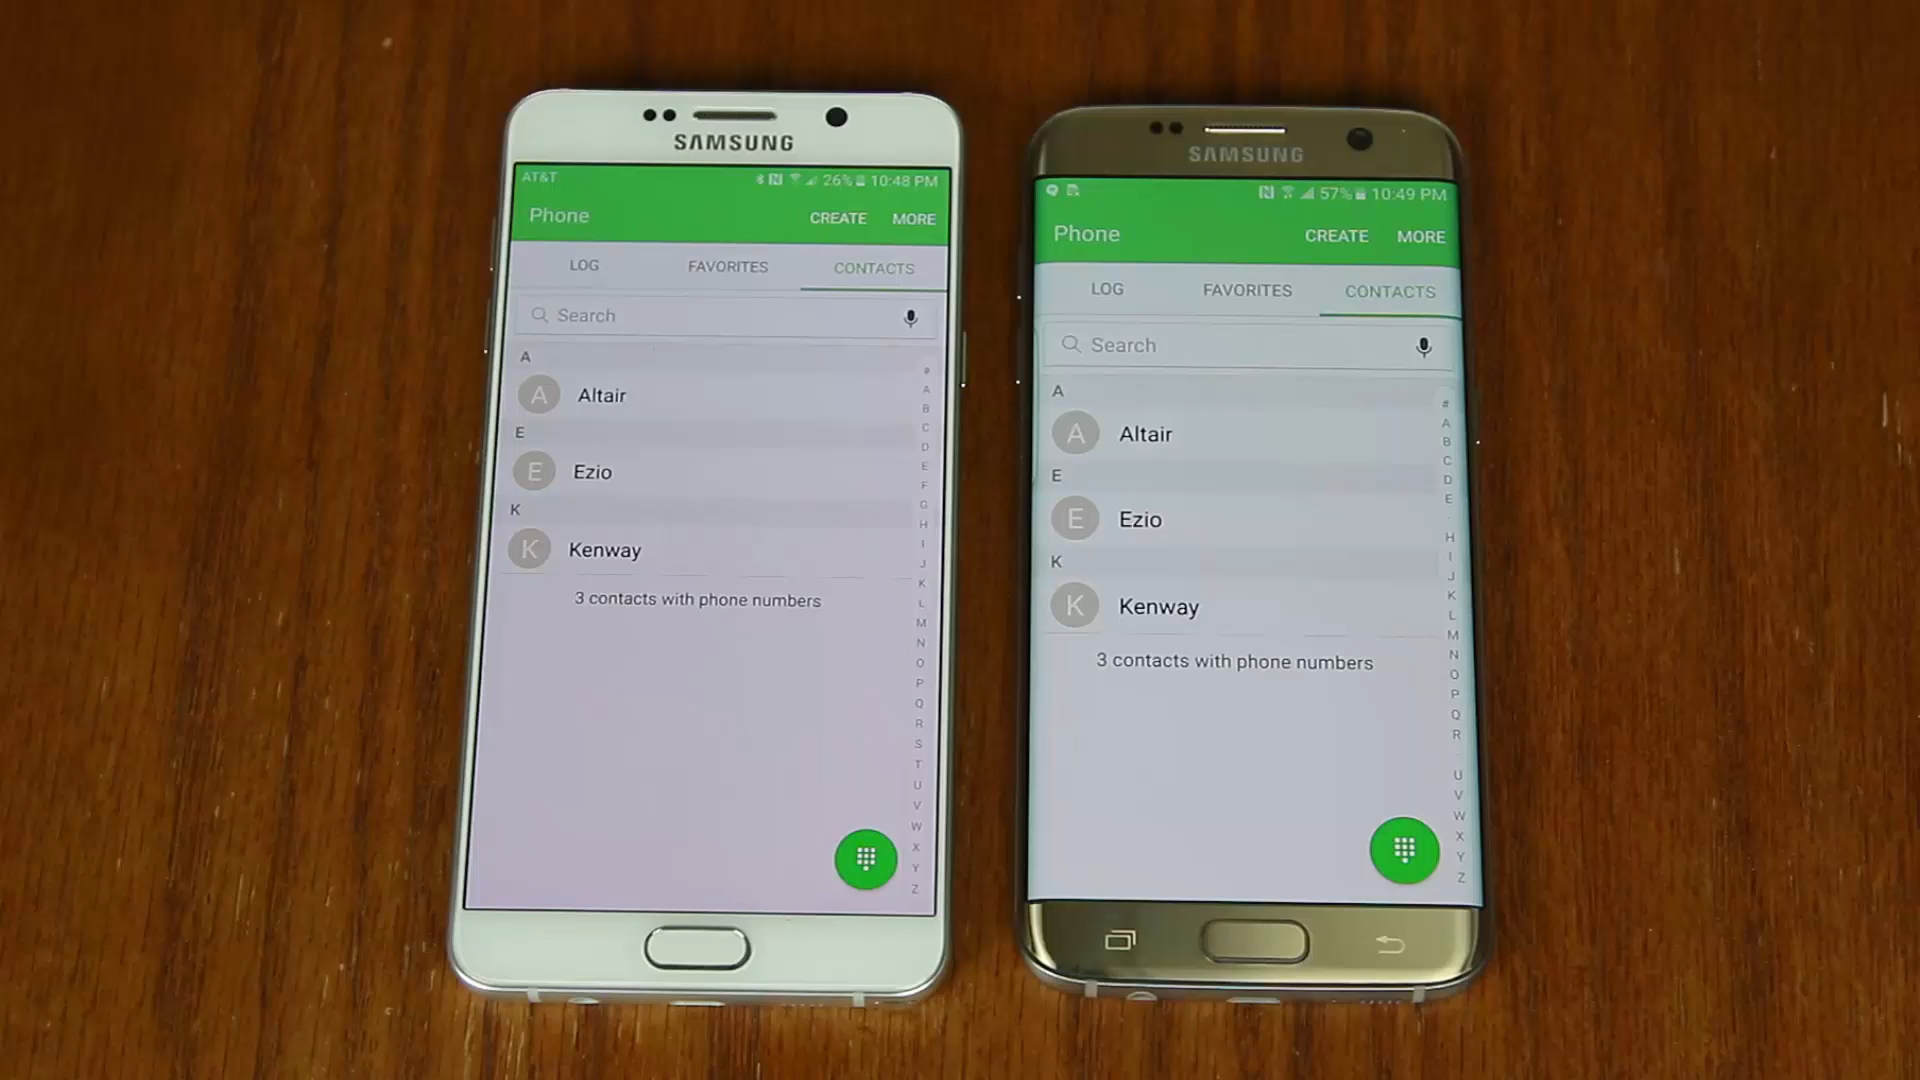 SAMSUNG
AT&T 26% 10:48 PM
Phone CREATE MORE
LOG FAVORITES CONTACTS
Search
A
A Altair
E
E Ezio
K
K Kenway
3 contacts with phone numbers
#
A
B
C
D
E
F
G
H
I
J
K
L
M
N
O
P
Q
R
S
T
U
V
W
X
Y
Z
SAMSUNG
57% 10:49 PM
Phone CREATE MORE
LOG FAVORITES CONTACTS
Search
A
A Altair
E
E Ezio
K
K Kenway
3 contacts with phone numbers
#
A
B
C
D
E
H
I
J
K
L
M
N
O
P
Q
R
U
V
W
X
Y
Z